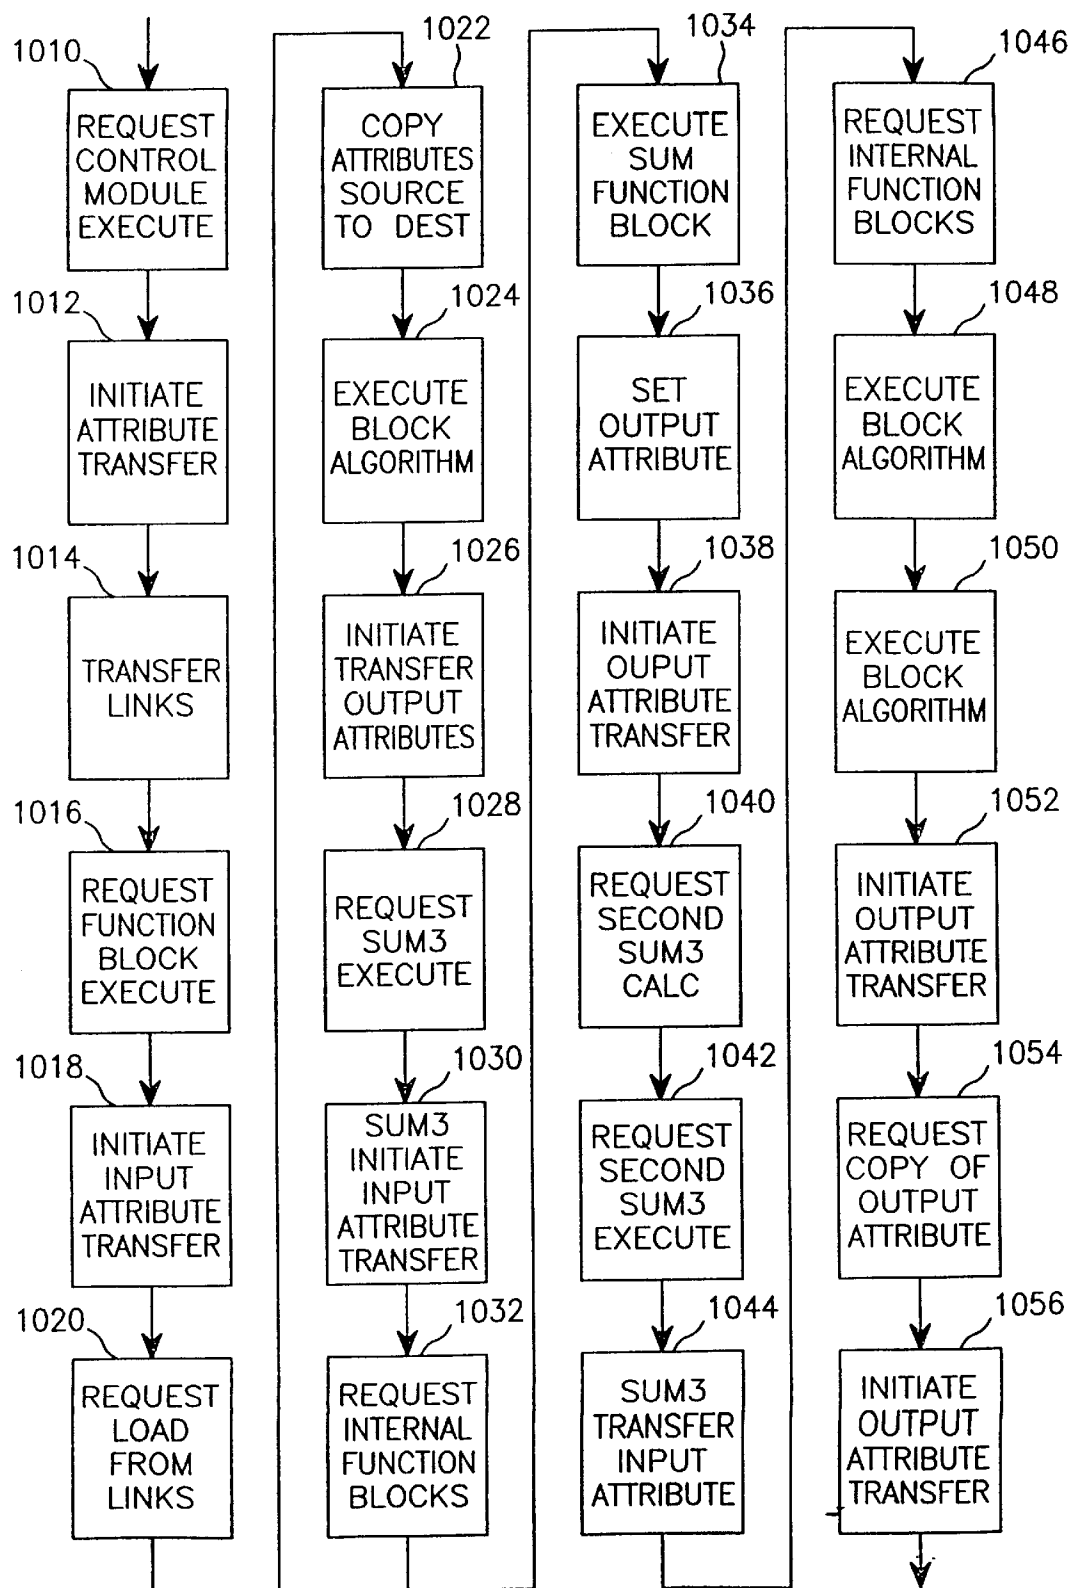 1010
REQUEST
CONTROL
MODULE
EXECUTE
1012
INITIATE
ATTRIBUTE
TRANSFER
1014
TRANSFER
LINKS
1016
REQUEST
FUNCTION
BLOCK
EXECUTE
1018
INITIATE
INPUT
ATTRIBUTE
TRANSFER
1020
REQUEST
LOAD
FROM
LINKS
1022
COPY
ATTRIBUTES
SOURCE
TO DEST
1024
EXECUTE
BLOCK
ALGORITHM
1026
INITIATE
TRANSFER
OUTPUT
ATTRIBUTES
1028
REQUEST
SUM3
EXECUTE
1030
SUM3
INITIATE
INPUT
ATTRIBUTE
TRANSFER
1032
REQUEST
INTERNAL
FUNCTION
BLOCKS
1034
EXECUTE
SUM
FUNCTION
BLOCK
1036
SET
OUTPUT
ATTRIBUTE
1038
INITIATE
OUPUT
ATTRIBUTE
TRANSFER
1040
REQUEST
SECOND
SUM3
CALC
1042
REQUEST
SECOND
SUM3
EXECUTE
1044
SUM3
TRANSFER
INPUT
ATTRIBUTE
1046
REQUEST
INTERNAL
FUNCTION
BLOCKS
1048
EXECUTE
BLOCK
ALGORITHM
1050
EXECUTE
BLOCK
ALGORITHM
1052
INITIATE
OUTPUT
ATTRIBUTE
TRANSFER
1054
REQUEST
COPY OF
OUTPUT
ATTRIBUTE
1056
INITIATE
OUTPUT
ATTRIBUTE
TRANSFER